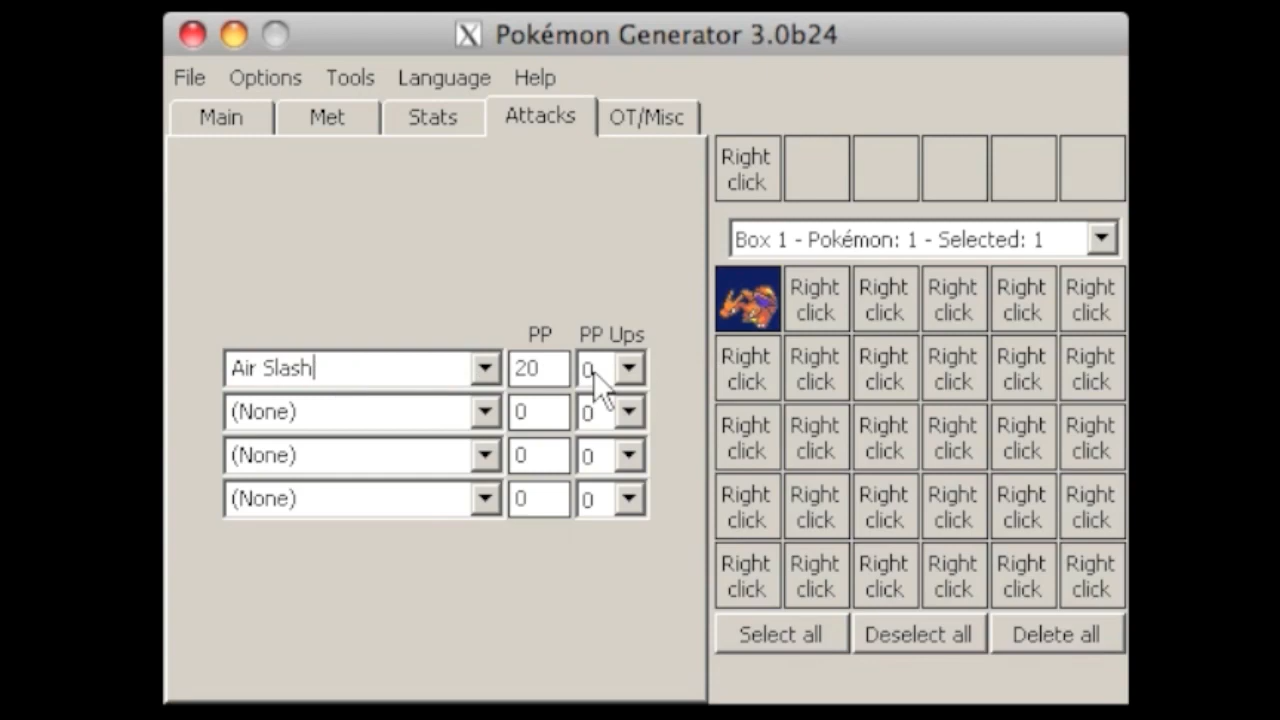 Pokémon Generator 3.0b24
File Options Tools Language Help
Main Met Stats Attacks OT/Misc
PP PP Ups
Air Slash 20 0
(None) 0 0
(None) 0 0
(None) 0 0
Right
click
Box 1 - Pokémon: 1 - Selected: 1
Right Right Right Right Right
click click click click click
Right Right Right Right Right Right
click click click click click click
Right Right Right Right Right Right
click click click click click click
Right Right Right Right Right Right
click click click click click click
Right Right Right Right Right Right
click click click click click click
Select all Deselect all Delete all